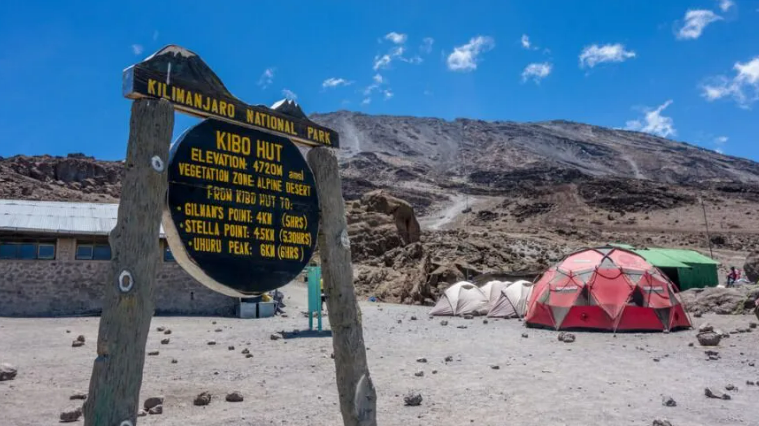 KILIMANJARO NATIONAL PARK
KIBO HUT
ELEVATION: 4720M amsl
VEGETATION ZONE: ALPINE DESERT
FROM KIBO HUT TO:
• GILMAN'S POINT: 4KM (5HRS)
• STELLA POINT: 4.5KM (5.30HRS)
• UHURU PEAK: 6KM (6HRS)